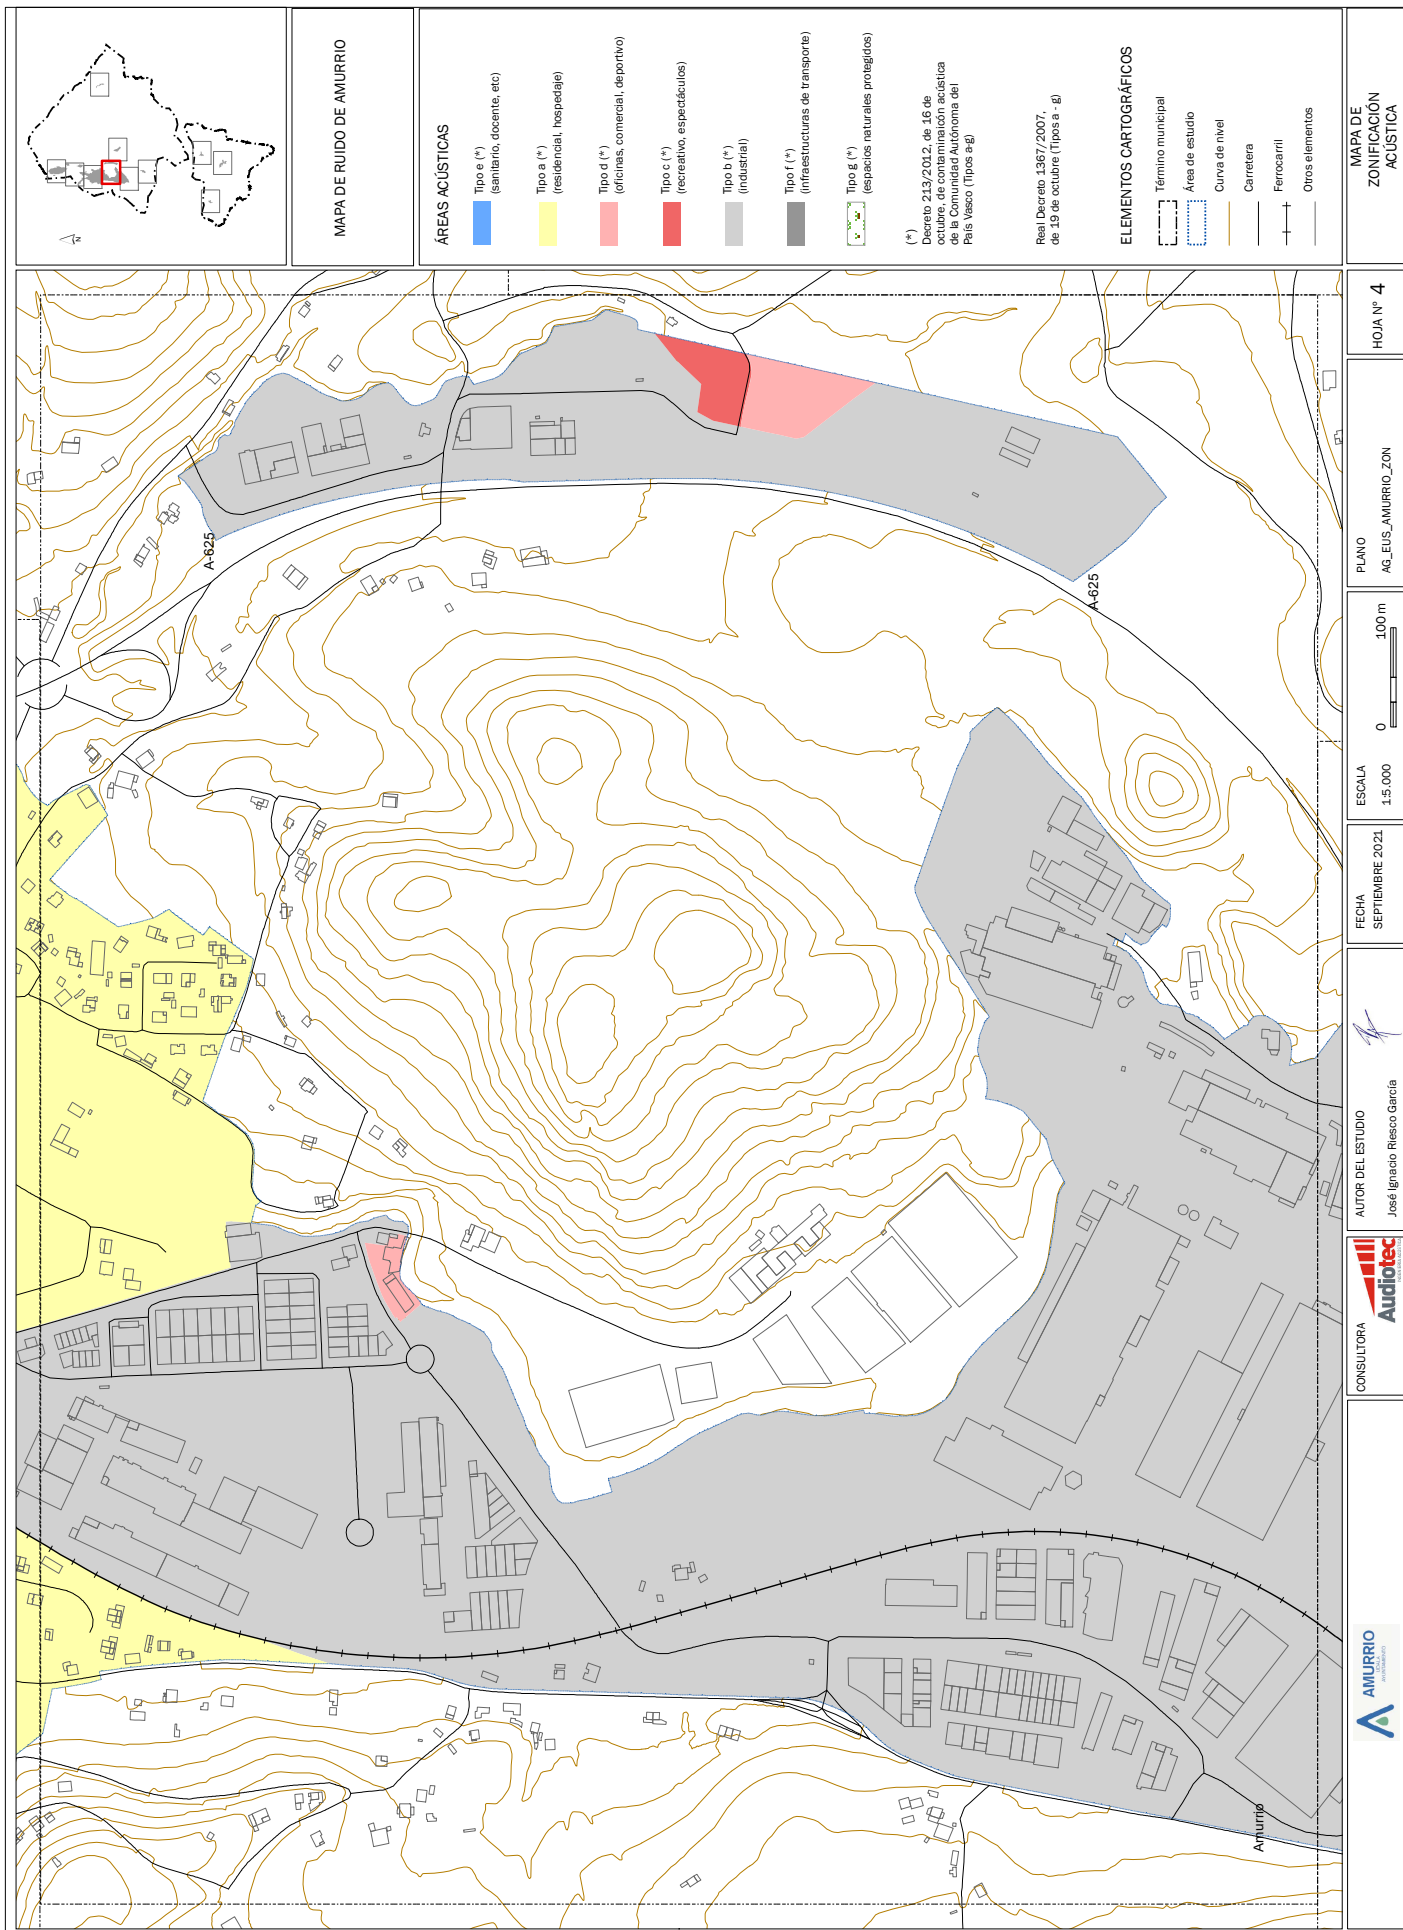 MAPA DE RUIDO DE AMURRIO
ÁREAS ACÚSTICAS
Tipo e (*)
(sanitario, docente, etc)
Tipo a (*)
(residencial, hospedaje)
Tipo d (*)
(oficinas, comercial, deportivo)
Tipo c (*)
(recreativo, espectáculos)
Tipo b (*)
(industrial)
Tipo f (*)
(infraestructuras de transporte)
Tipo g (*)
(espacios naturales protegidos)
(*)
Decreto 213/2012, de 16 de
octubre, de contaminaición acústica
de la Comunidad Autónoma del
País Vasco (Tipos a-g)
Real Decreto 1367/2007,
de 19 de octubre (Tipos a - g)
ELEMENTOS CARTOGRÁFICOS
Término municipal
Área de estudio
Curva de nivel
Carretera
Ferrocarril
Otros elementos
MAPA DE
ZONIFICACIÓN
ACÚSTICA
N
A-625
A-625
Amurrio
AMURRIO
UDALA
AYUNTAMIENTO
CONSULTORA
Audiotec
AUTOR DEL ESTUDIO
José Ignacio Riesco García
FECHA
SEPTIEMBRE 2021
ESCALA
1:5.000
0 100 m
PLANO
AG_EUS_AMURRIO_ZON
HOJA Nº 4